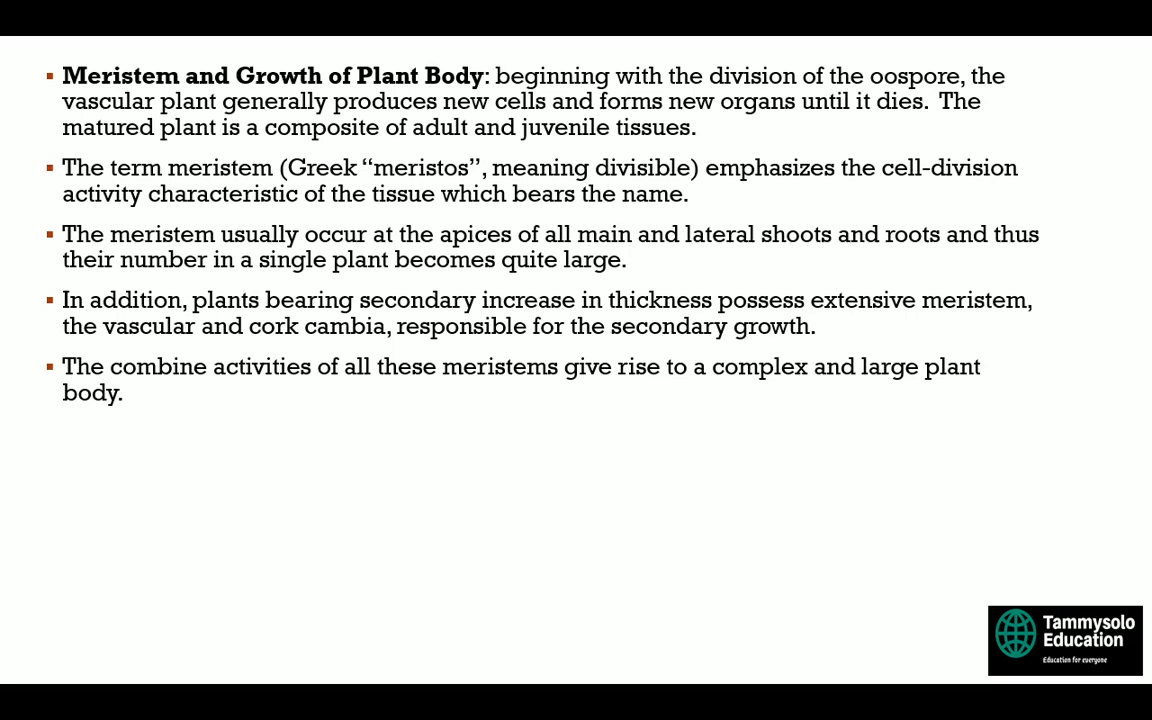 ▪ Meristem and Growth of Plant Body: beginning with the division of the oospore, the
vascular plant generally produces new cells and forms new organs until it dies.  The
matured plant is a composite of adult and juvenile tissues.
▪ The term meristem (Greek “meristos”, meaning divisible) emphasizes the cell-division
activity characteristic of the tissue which bears the name.
▪ The meristem usually occur at the apices of all main and lateral shoots and roots and thus
their number in a single plant becomes quite large.
▪ In addition, plants bearing secondary increase in thickness possess extensive meristem,
the vascular and cork cambia, responsible for the secondary growth.
▪ The combine activities of all these meristems give rise to a complex and large plant
body.
Tammysolo
Education
Education for everyone